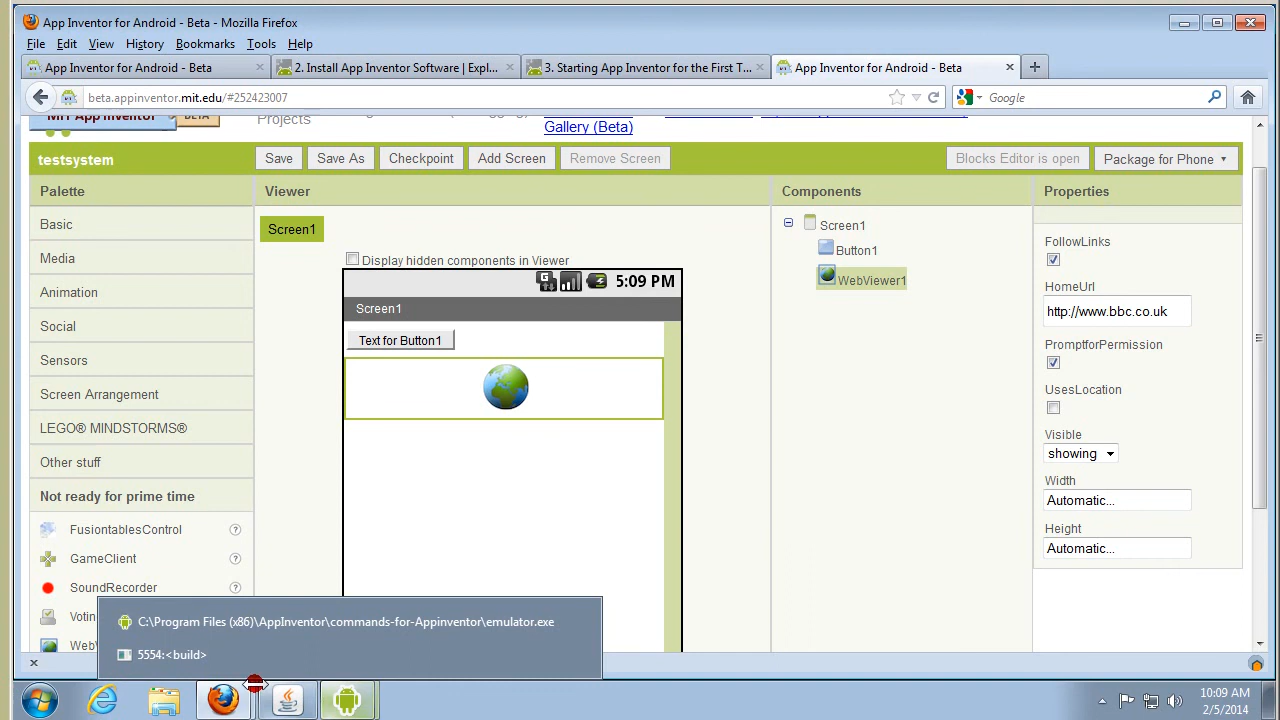 App Inventor for Android - Beta - Mozilla Firefox
File Edit View History Bookmarks Tools Help
App Inventor for Android - Beta
2. Install App Inventor Software | Expl...
3. Starting App Inventor for the First T...
App Inventor for Android - Beta
beta.appinventor.mit.edu/#252423007
Google
MIT App Inventor
BETA
Projects
Gallery (Beta)
testsystem
Save
Save As
Checkpoint
Add Screen
Remove Screen
Blocks Editor is open
Package for Phone
Palette
Viewer
Components
Properties
Basic
Media
Animation
Social
Sensors
Screen Arrangement
LEGO® MINDSTORMS®
Other stuff
Not ready for prime time
FusiontablesControl ?
GameClient ?
SoundRecorder ?
Votin
Screen1
Display hidden components in Viewer
G
5:09 PM
Screen1
Text for Button1
Screen1
Button1
WebViewer1
FollowLinks
HomeUrl
http://www.bbc.co.uk
PromptforPermission
UsesLocation
Visible
showing
Width
Automatic...
Height
Automatic...
C:\Program Files (x86)\AppInventor\commands-for-Appinventor\emulator.exe
5554:<build>
10:09 AM
2/5/2014